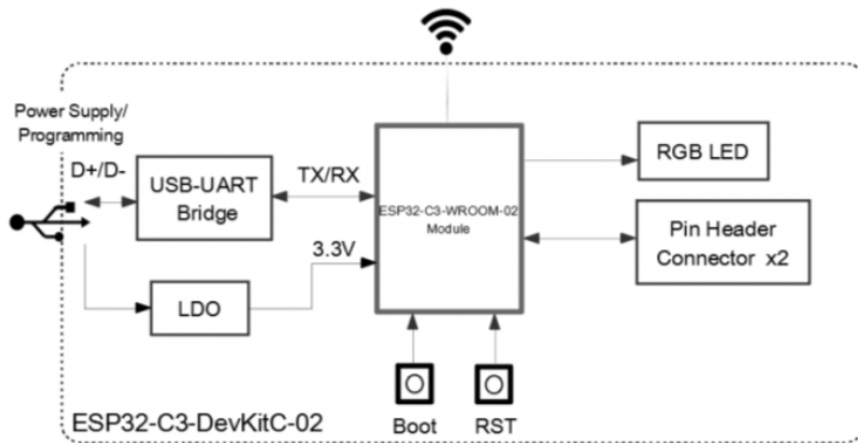 Power Supply/
Programming
D+/D-
USB-UART
Bridge
TX/RX
ESP32-C3-WROOM-02
Module
RGB LED
Pin Header
Connector x2
3.3V
LDO
Boot
RST
ESP32-C3-DevKitC-02